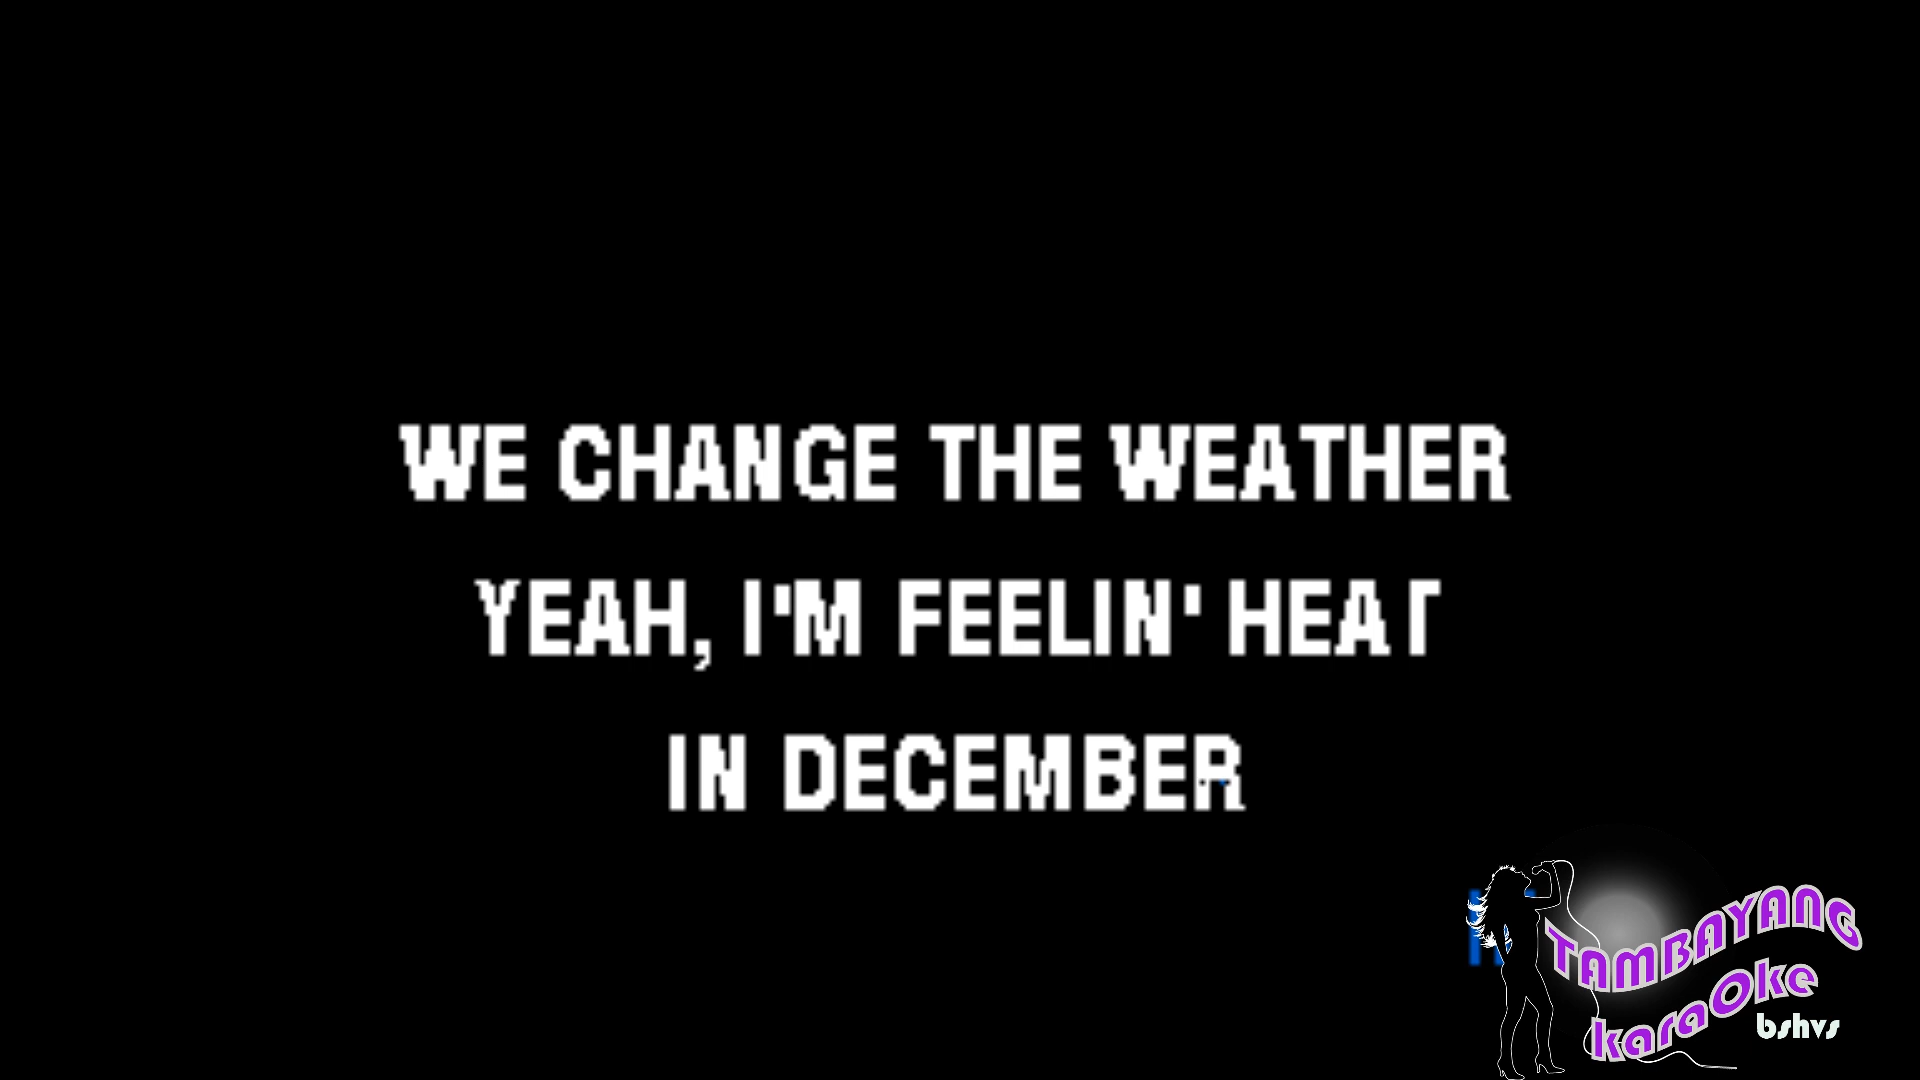 WE CHANGE THE WEATHER
YEAH, I'M FEELIN' HEAT
IN DECEMBER
TAMBAYANG
karaOke
bshvs